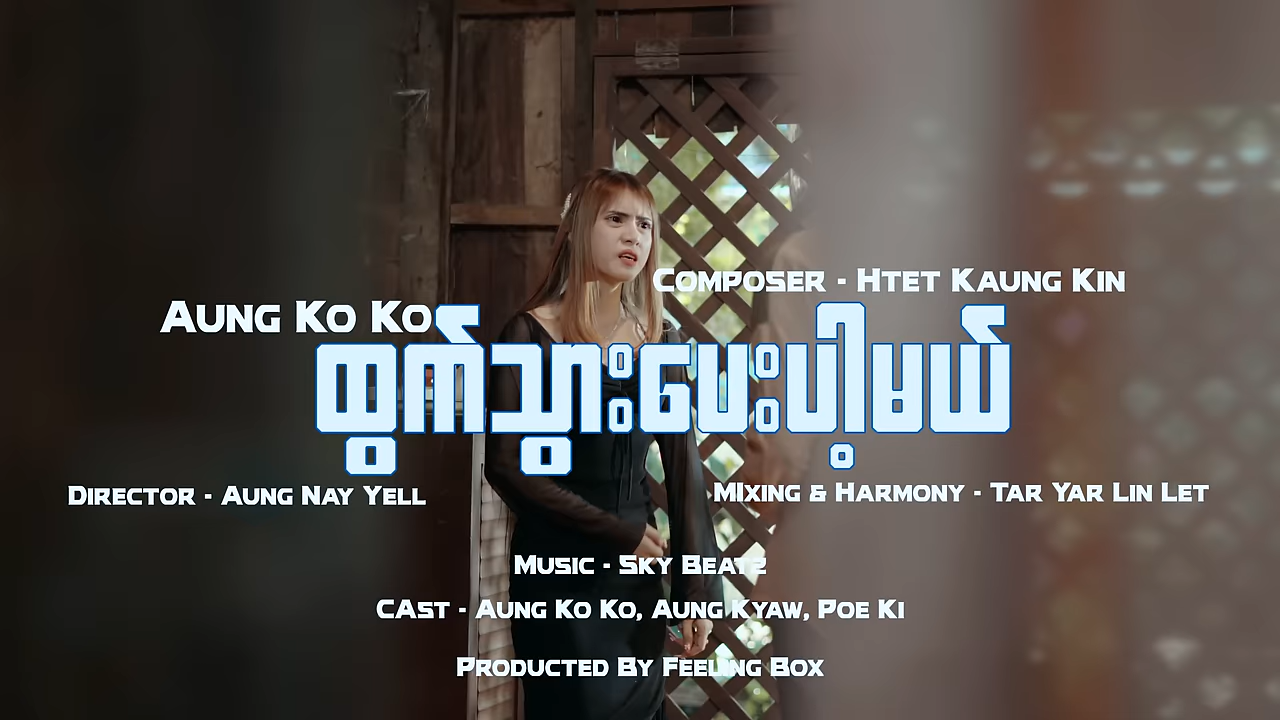 Composer - Htet Kaung Kin
Aung Ko Ko
ထွက်သွားပေးပါ့မယ်
Director - Aung Nay Yell
MIxing & Harmony - Tar Yar Lin Let
Music - Sky Beatz
CAst - Aung Ko Ko, Aung Kyaw, Poe Ki
Producted By Feeling Box